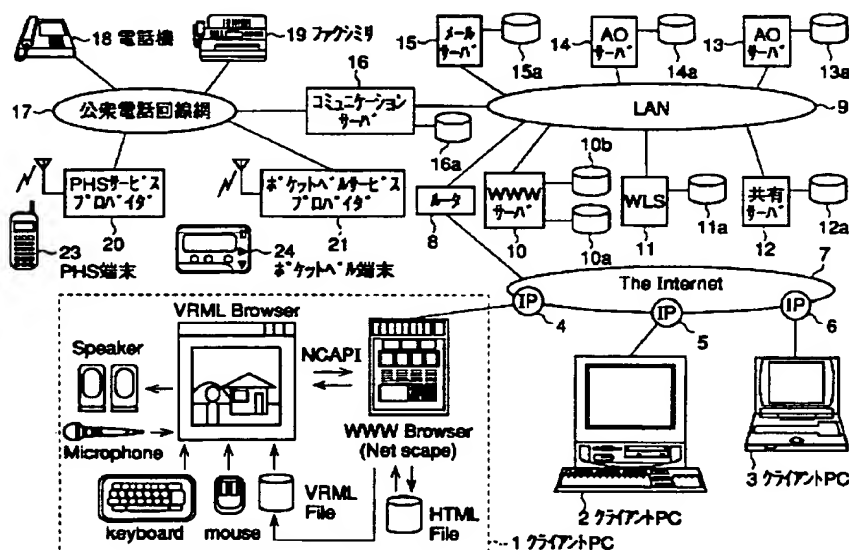 18 電話機
19 ファクシミリ
15
メール
サーバ
15a
14
AO
サーバ
14a
13
AO
サーバ
13a
16
コミュニケーション
サーバ
16a
17
公衆電話回線網
LAN
9
PHSサービス
プロバイダ
20
ポケットベルサービス
プロバイダ
21
ルータ
8
WWW
サーバ
10
10b
10a
WLS
11
11a
共有
サーバ
12
12a
23
PHS端末
24
ポケットベル端末
7
The Internet
IP
4
IP
5
IP
6
VRML Browser
Speaker
NCAPI
Microphone
WWW Browser
(Net scape)
VRML
File
HTML
File
keyboard
mouse
1 クライアントPC
2 クライアントPC
3 クライアントPC